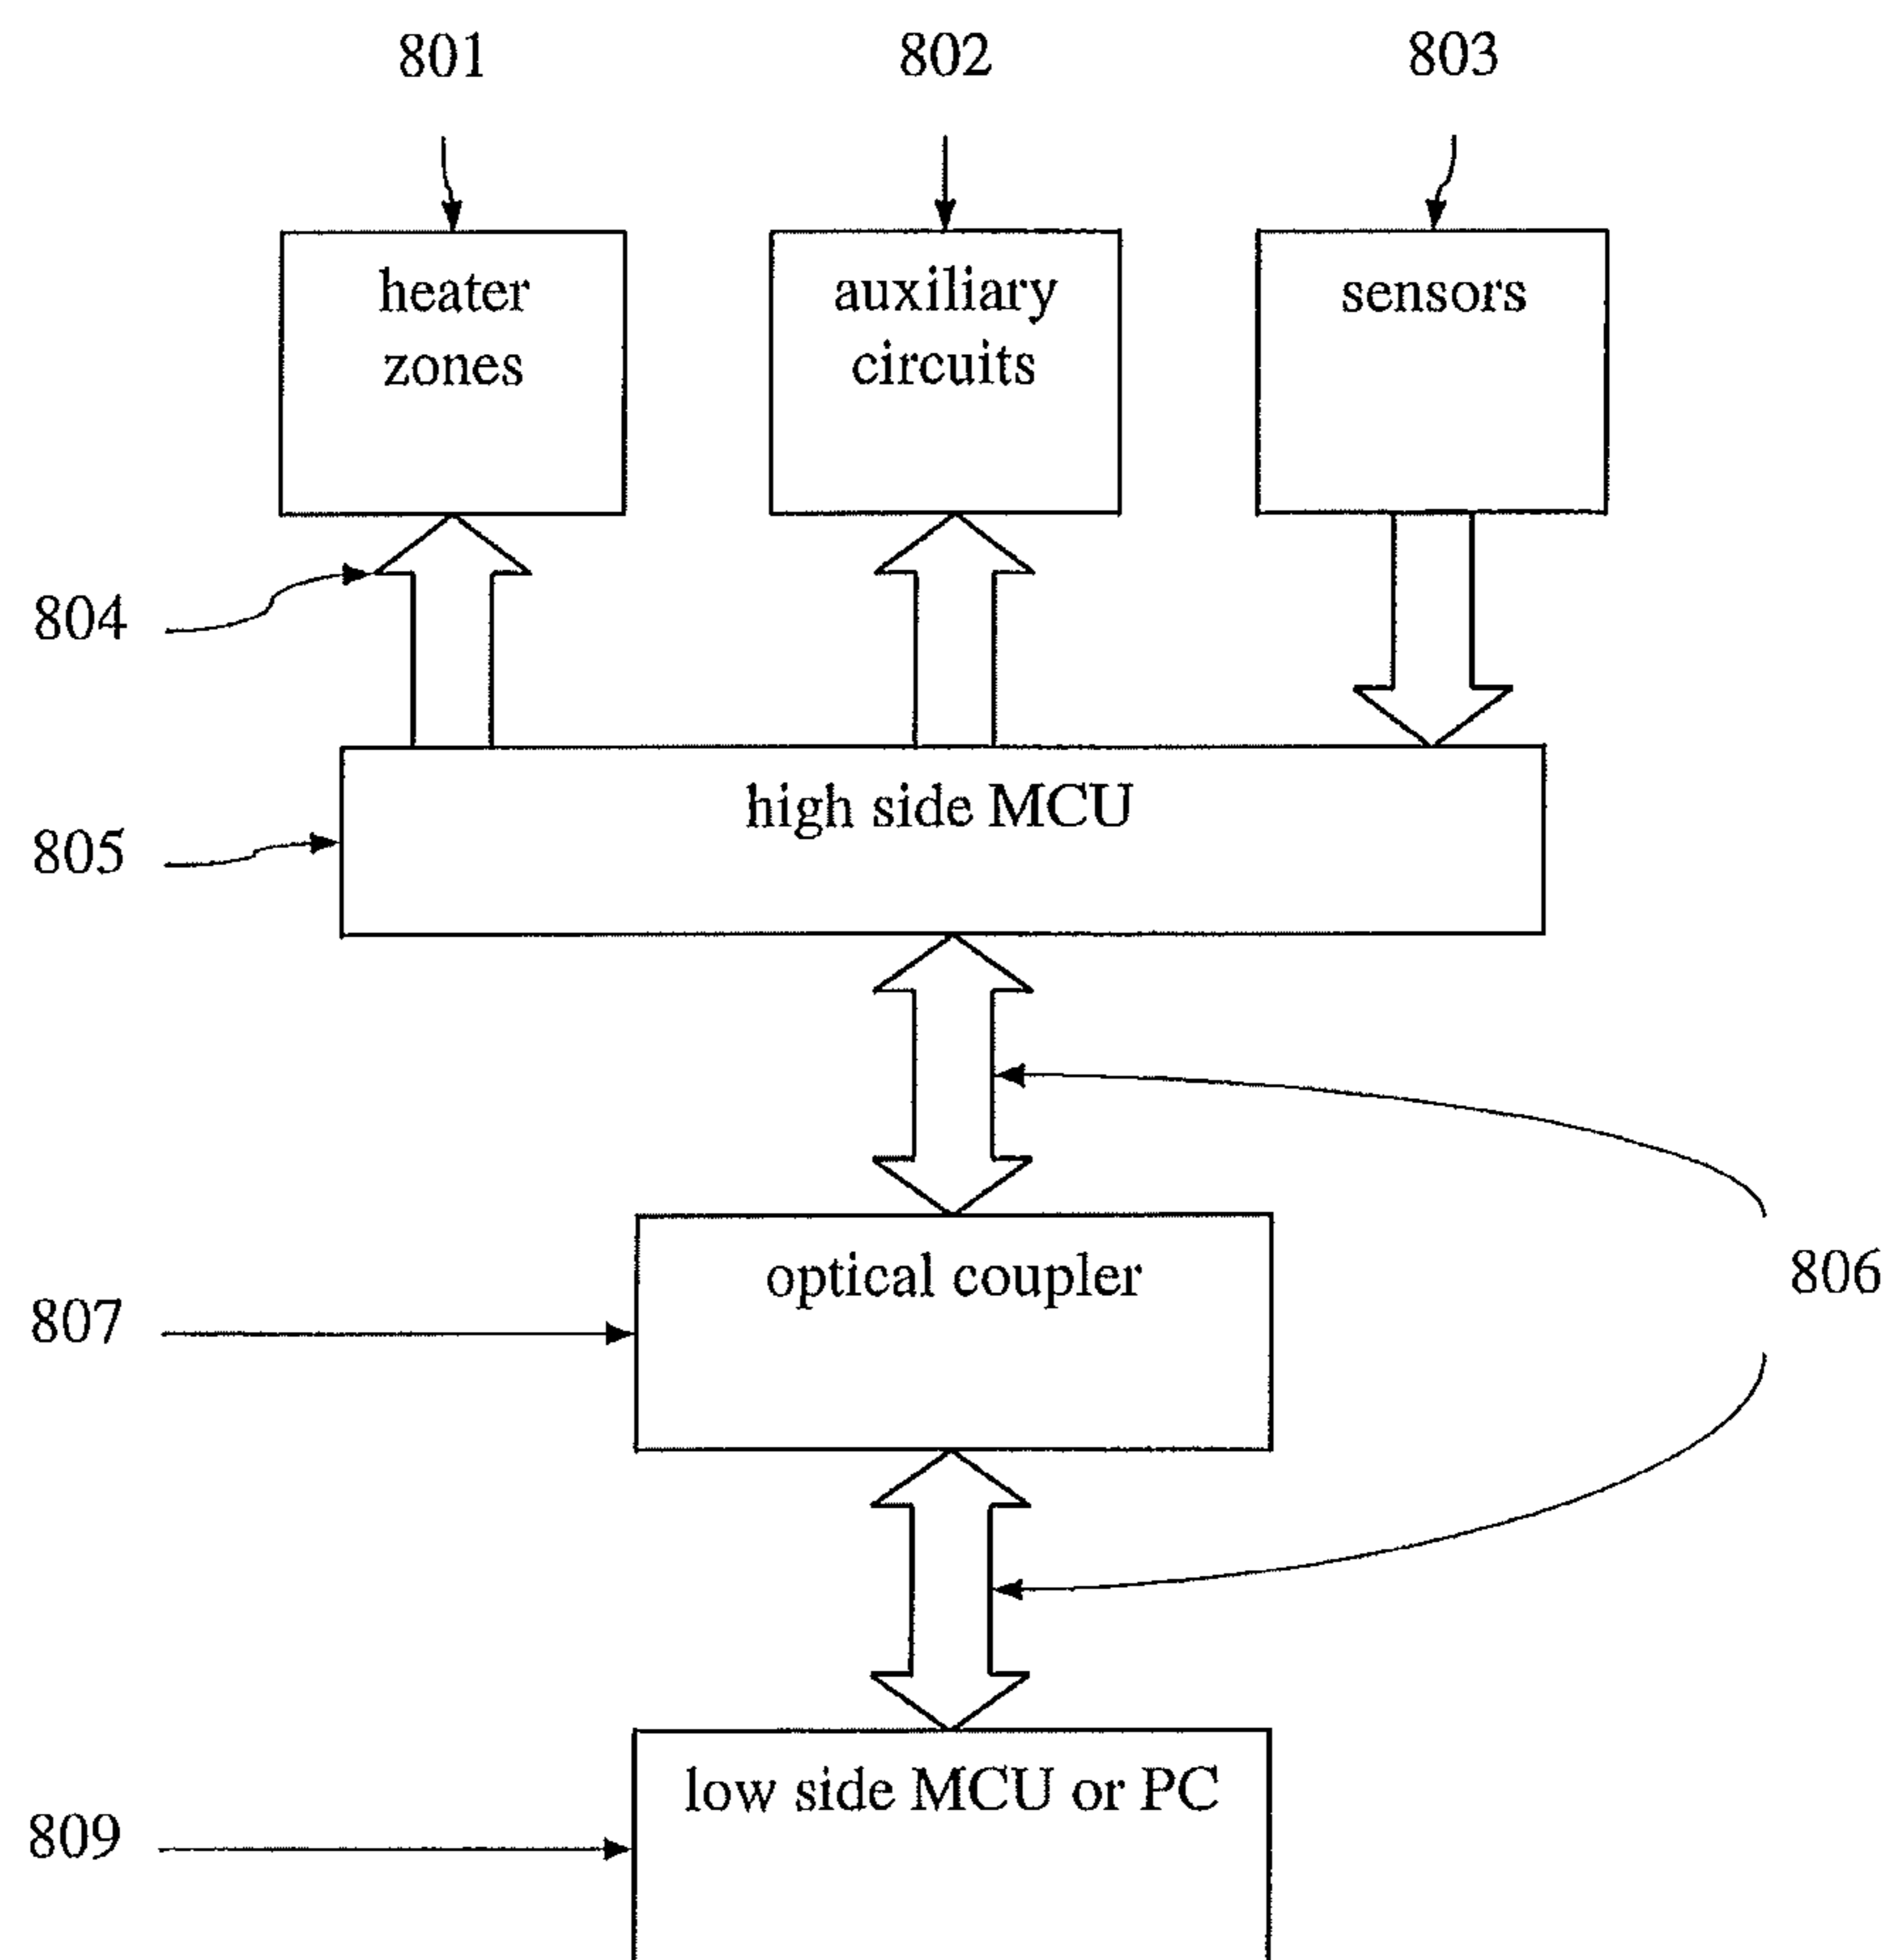 801
802
803
heater
zones
auxiliary
circuits
sensors
804
high side MCU
805
optical coupler
806
807
low side MCU or PC
809